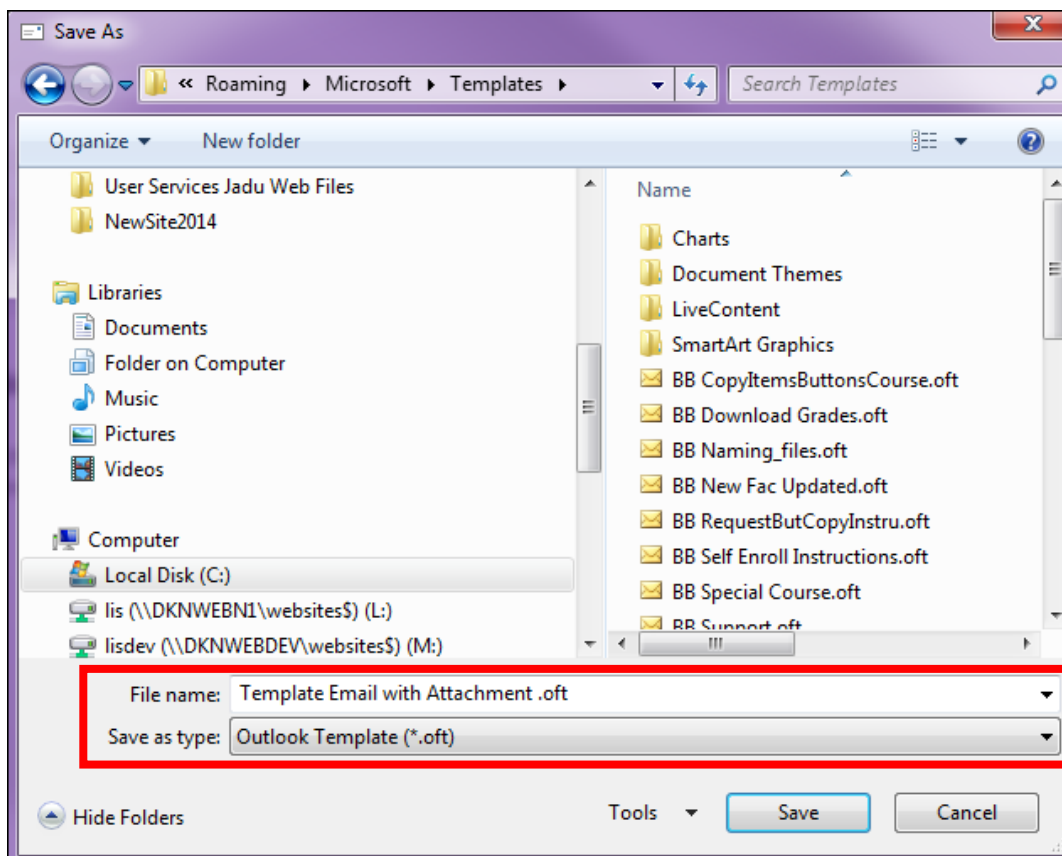 Save As
« Roaming Microsoft Templates
Search Templates
Organize New folder
User Services Jadu Web Files
NewSite2014
Libraries
Documents
Folder on Computer
Music
Pictures
Videos
Computer
Local Disk (C:)
lis (\\DKNWEBN1\websites$) (L:)
lisdev (\\DKNWEBDEV\websites$) (M:)
Name
Charts
Document Themes
LiveContent
SmartArt Graphics
BB CopyItemsButtonsCourse.oft
BB Download Grades.oft
BB Naming_files.oft
BB New Fac Updated.oft
BB RequestButCopyInstru.oft
BB Self Enroll Instructions.oft
BB Special Course.oft
BB Support.oft
File name: Template Email with Attachment .oft
Save as type: Outlook Template (*.oft)
Hide Folders Tools Save Cancel